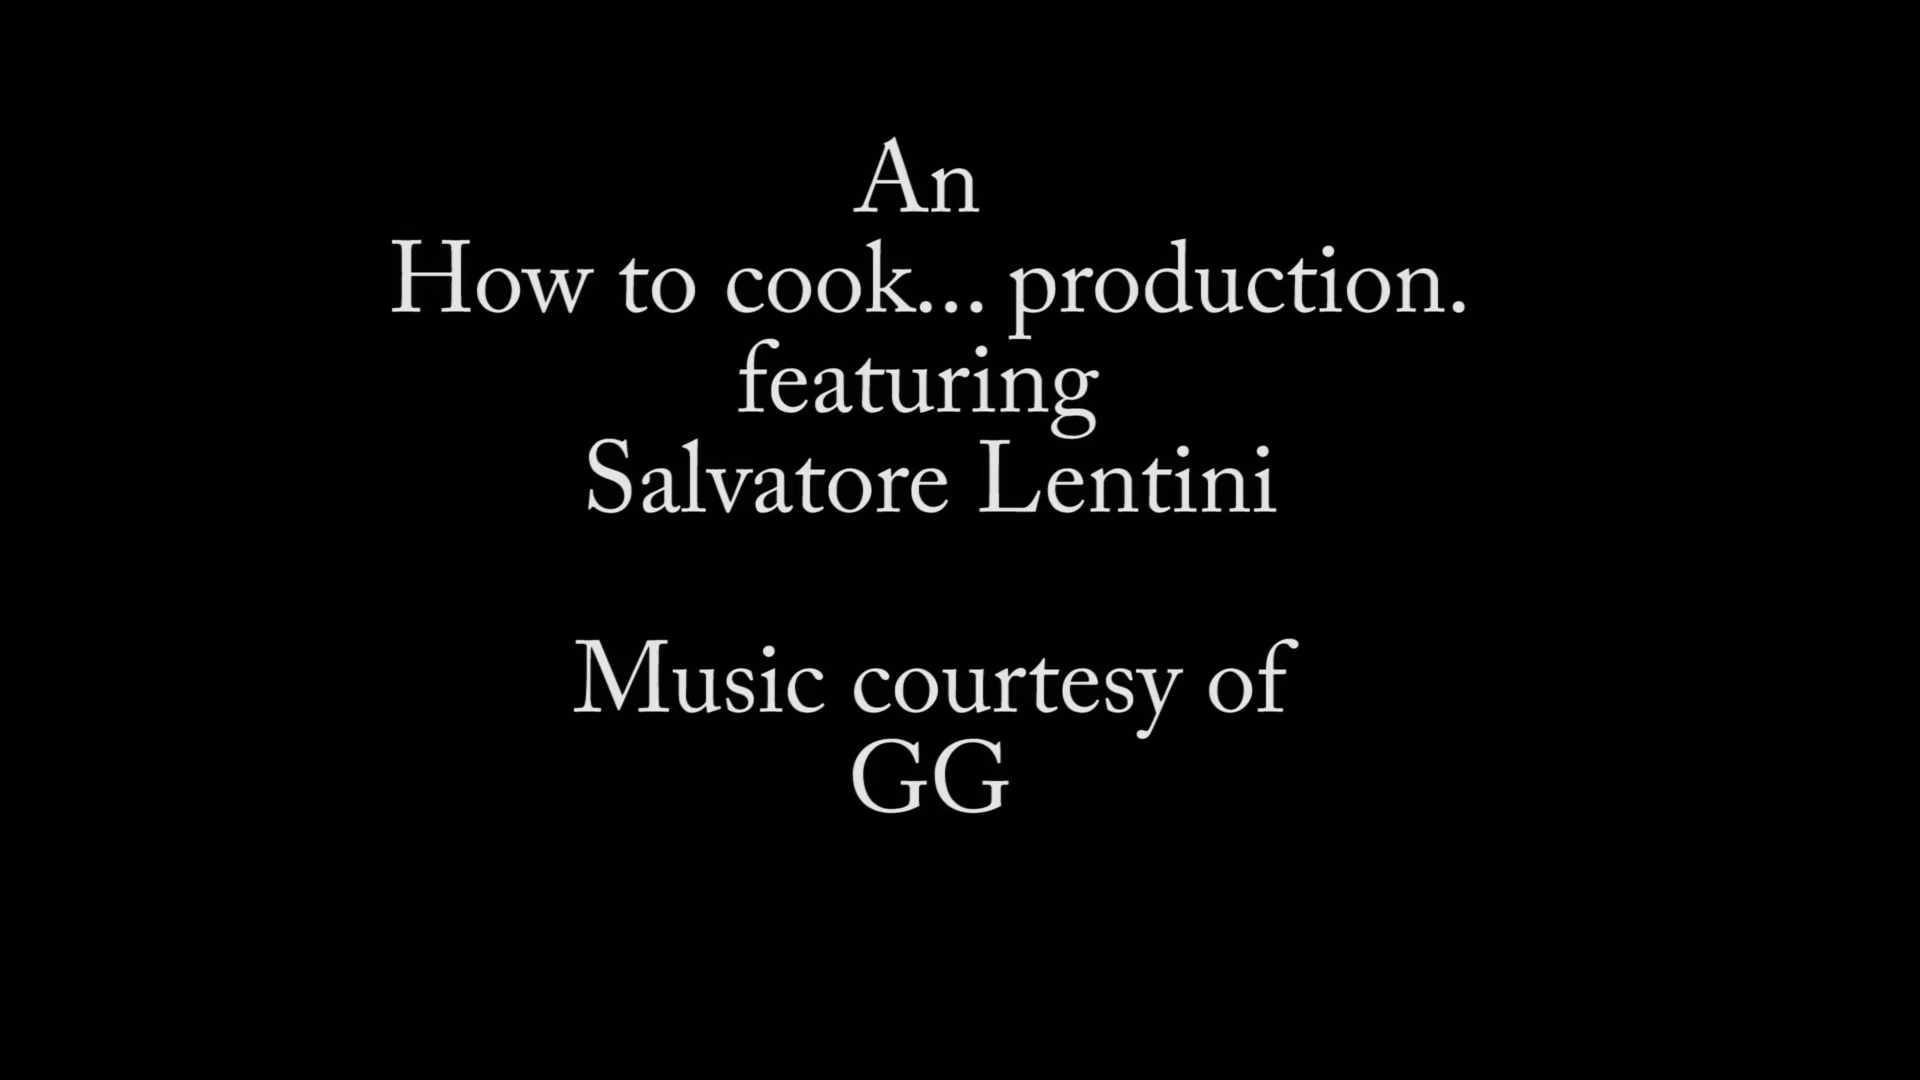 An
How to cook... production.
featuring
Salvatore Lentini
Music courtesy of
GG